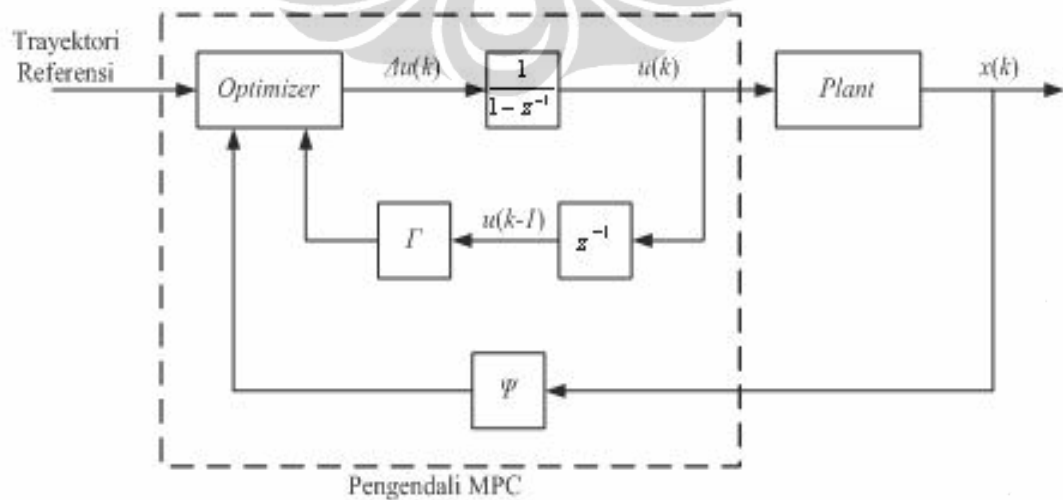 Trayektori
Referensi
Optimizer
Δu(k)
1
1 - z⁻¹
u(k)
Plant
x(k)
Γ
u(k-1)
z⁻¹
Ψ
Pengendali MPC